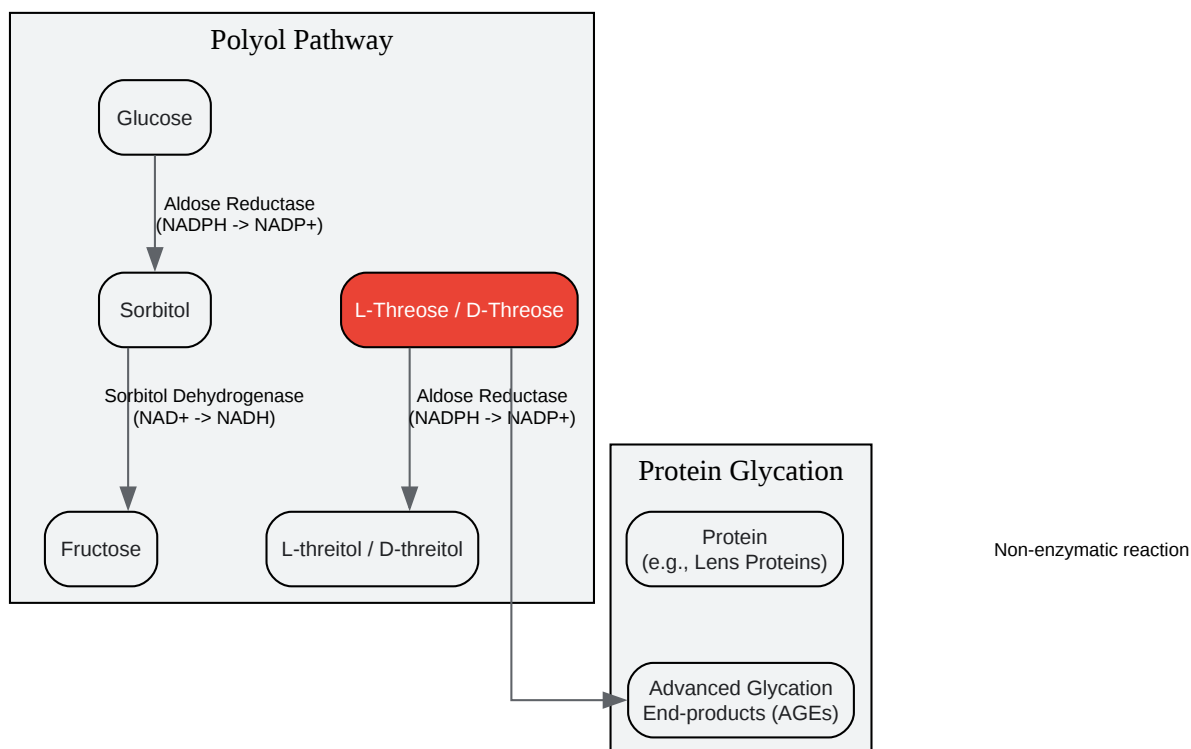 Polyol Pathway
Glucose
Aldose Reductase
(NADPH -> NADP+)
Sorbitol
L-Threose / D-Threose
Sorbitol Dehydrogenase
(NAD+ -> NADH)
Aldose Reductase
(NADPH -> NADP+)
Fructose
L-threitol / D-threitol
Protein Glycation
Protein
(e.g., Lens Proteins)
Non-enzymatic reaction
Advanced Glycation
End-products (AGEs)